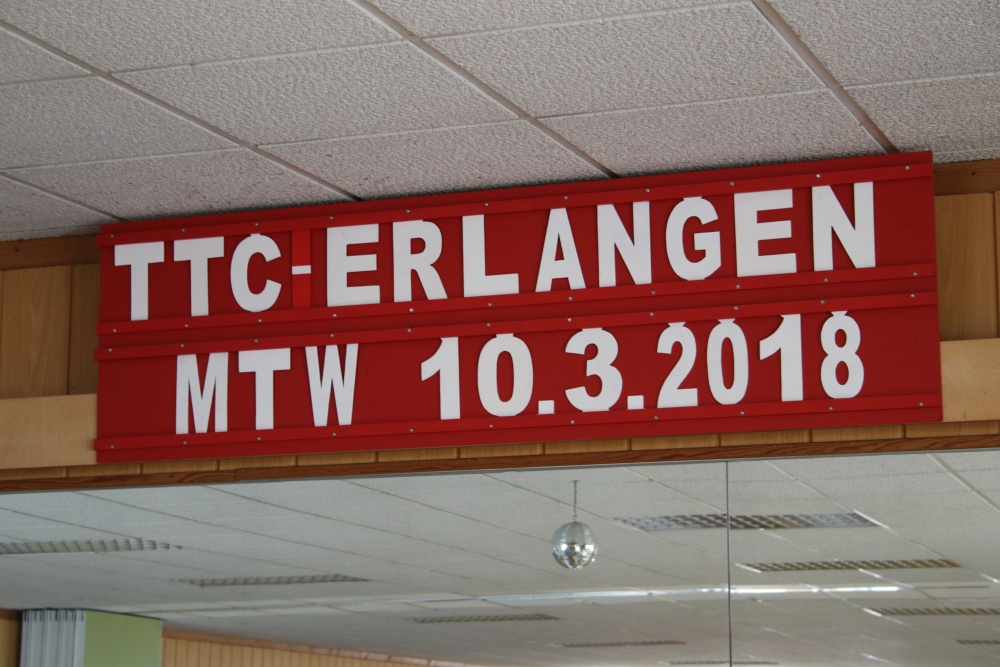 TTC-ERLANGEN
MTW 10.3.2018